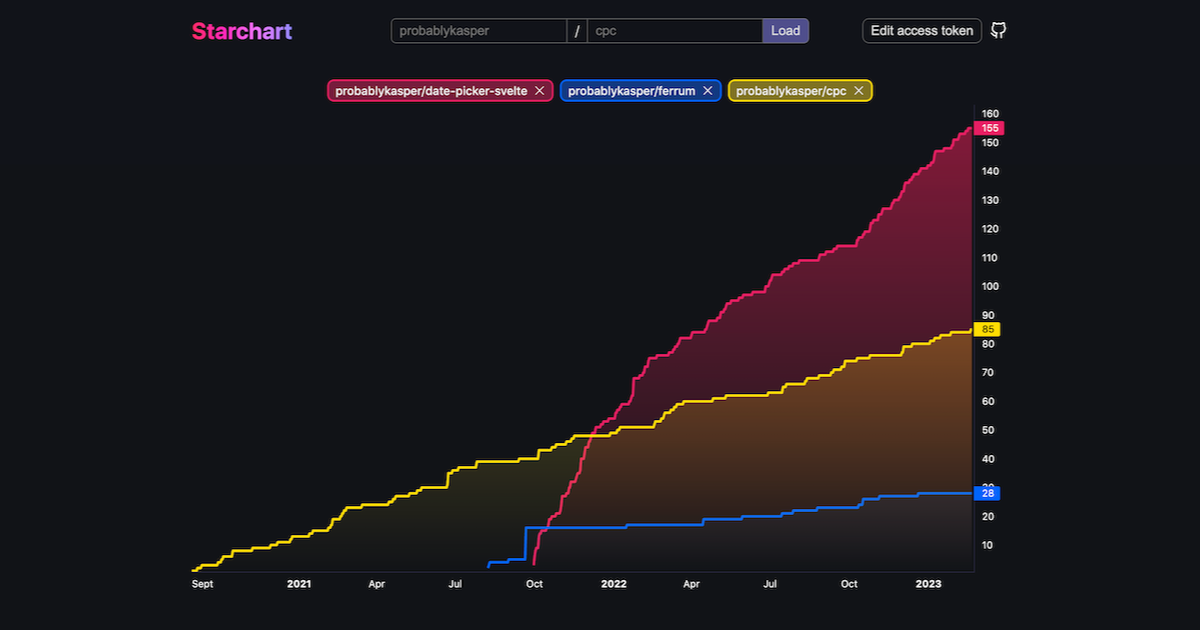 Starchart
probablykasper / cpc Load
Edit access token
probablykasper/date-picker-svelte ×
probablykasper/ferrum ×
probablykasper/cpc ×
160
155
150
140
130
120
110
100
90
85
80
70
60
50
40
28
20
10
Sept 2021 Apr Jul Oct 2022 Apr Jul Oct 2023